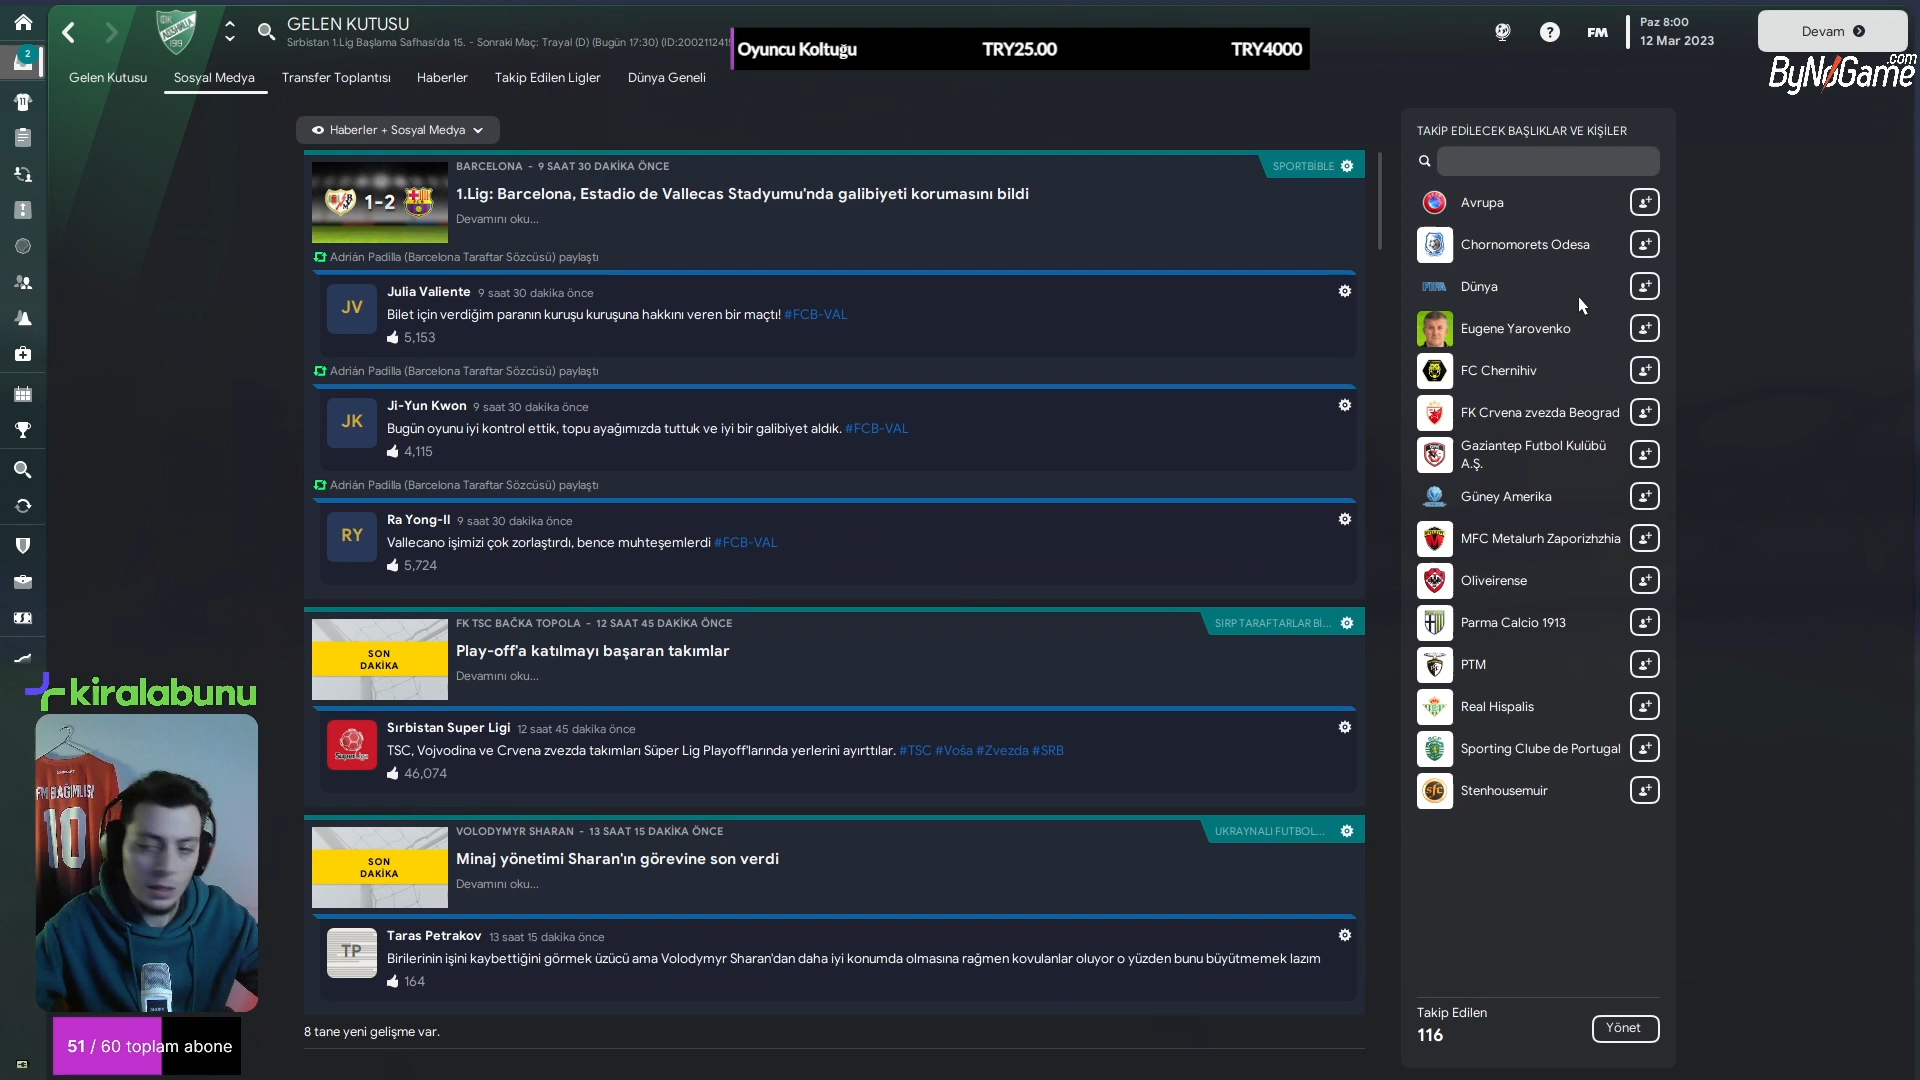 GELEN KUTUSU
Sırbistan 1.Lig Başlama Safhası'da 15. - Sonraki Maç: Trayal (D) (Bugün 17:30) (ID:2002112415
Oyuncu Koltuğu TRY25.00 TRY4000
FM
Paz 8:00
12 Mar 2023
Devam
ByNoGame.com
2
Gelen Kutusu Sosyal Medya Transfer Toplantısı Haberler Takip Edilen Ligler Dünya Geneli
Haberler + Sosyal Medya
BARCELONA - 9 SAAT 30 DAKİKA ÖNCE
SPORTBİBLE
1-2
1.Lig: Barcelona, Estadio de Vallecas Stadyumu'nda galibiyeti korumasını bildi
Devamını oku...
Adrián Padilla (Barcelona Taraftar Sözcüsü) paylaştı
JV
Julia Valiente 9 saat 30 dakika önce
Bilet için verdiğim paranın kuruşu kuruşuna hakkını veren bir maçtı! #FCB-VAL
5,153
Adrián Padilla (Barcelona Taraftar Sözcüsü) paylaştı
JK
Ji-Yun Kwon 9 saat 30 dakika önce
Bugün oyunu iyi kontrol ettik, topu ayağımızda tuttuk ve iyi bir galibiyet aldık. #FCB-VAL
4,115
Adrián Padilla (Barcelona Taraftar Sözcüsü) paylaştı
RY
Ra Yong-Il 9 saat 30 dakika önce
Vallecano işimizi çok zorlaştırdı, bence muhteşemlerdi #FCB-VAL
5,724
FK TSC BAČKA TOPOLA - 12 SAAT 45 DAKİKA ÖNCE
SIRP TARAFTARLAR Bİ...
SON
DAKİKA
Play-off'a katılmayı başaran takımlar
Devamını oku...
Sırbistan Super Ligi 12 saat 45 dakika önce
TSC, Vojvodina ve Crvena zvezda takımları Süper Lig Playoff'larında yerlerini ayırttılar. #TSC #Voša #Zvezda #SRB
46,074
VOLODYMYR SHARAN - 13 SAAT 15 DAKİKA ÖNCE
UKRAYNALI FUTBOL...
SON
DAKİKA
Minaj yönetimi Sharan'ın görevine son verdi
Devamını oku...
TP
Taras Petrakov 13 saat 15 dakika önce
Birilerinin işini kaybettiğini görmek üzücü ama Volodymyr Sharan'dan daha iyi konumda olmasına rağmen kovulanlar oluyor o yüzden bunu büyütmemek lazım
164
8 tane yeni gelişme var.
TAKİP EDİLECEK BAŞLIKLAR VE KİŞİLER
Avrupa
Chornomorets Odesa
FIFA
Dünya
Eugene Yarovenko
FC Chernihiv
FK Crvena zvezda Beograd
Gaziantep Futbol Kulübü
A.Ş.
Güney Amerika
MFC Metalurh Zaporizhzhia
Oliveirense
Parma Calcio 1913
PTM
Real Hispalis
Sporting Clube de Portugal
sfc
Stenhousemuir
Takip Edilen
116
Yönet
kiralabunu
FM BAĞIMLISI
10
51 / 60 toplam abone